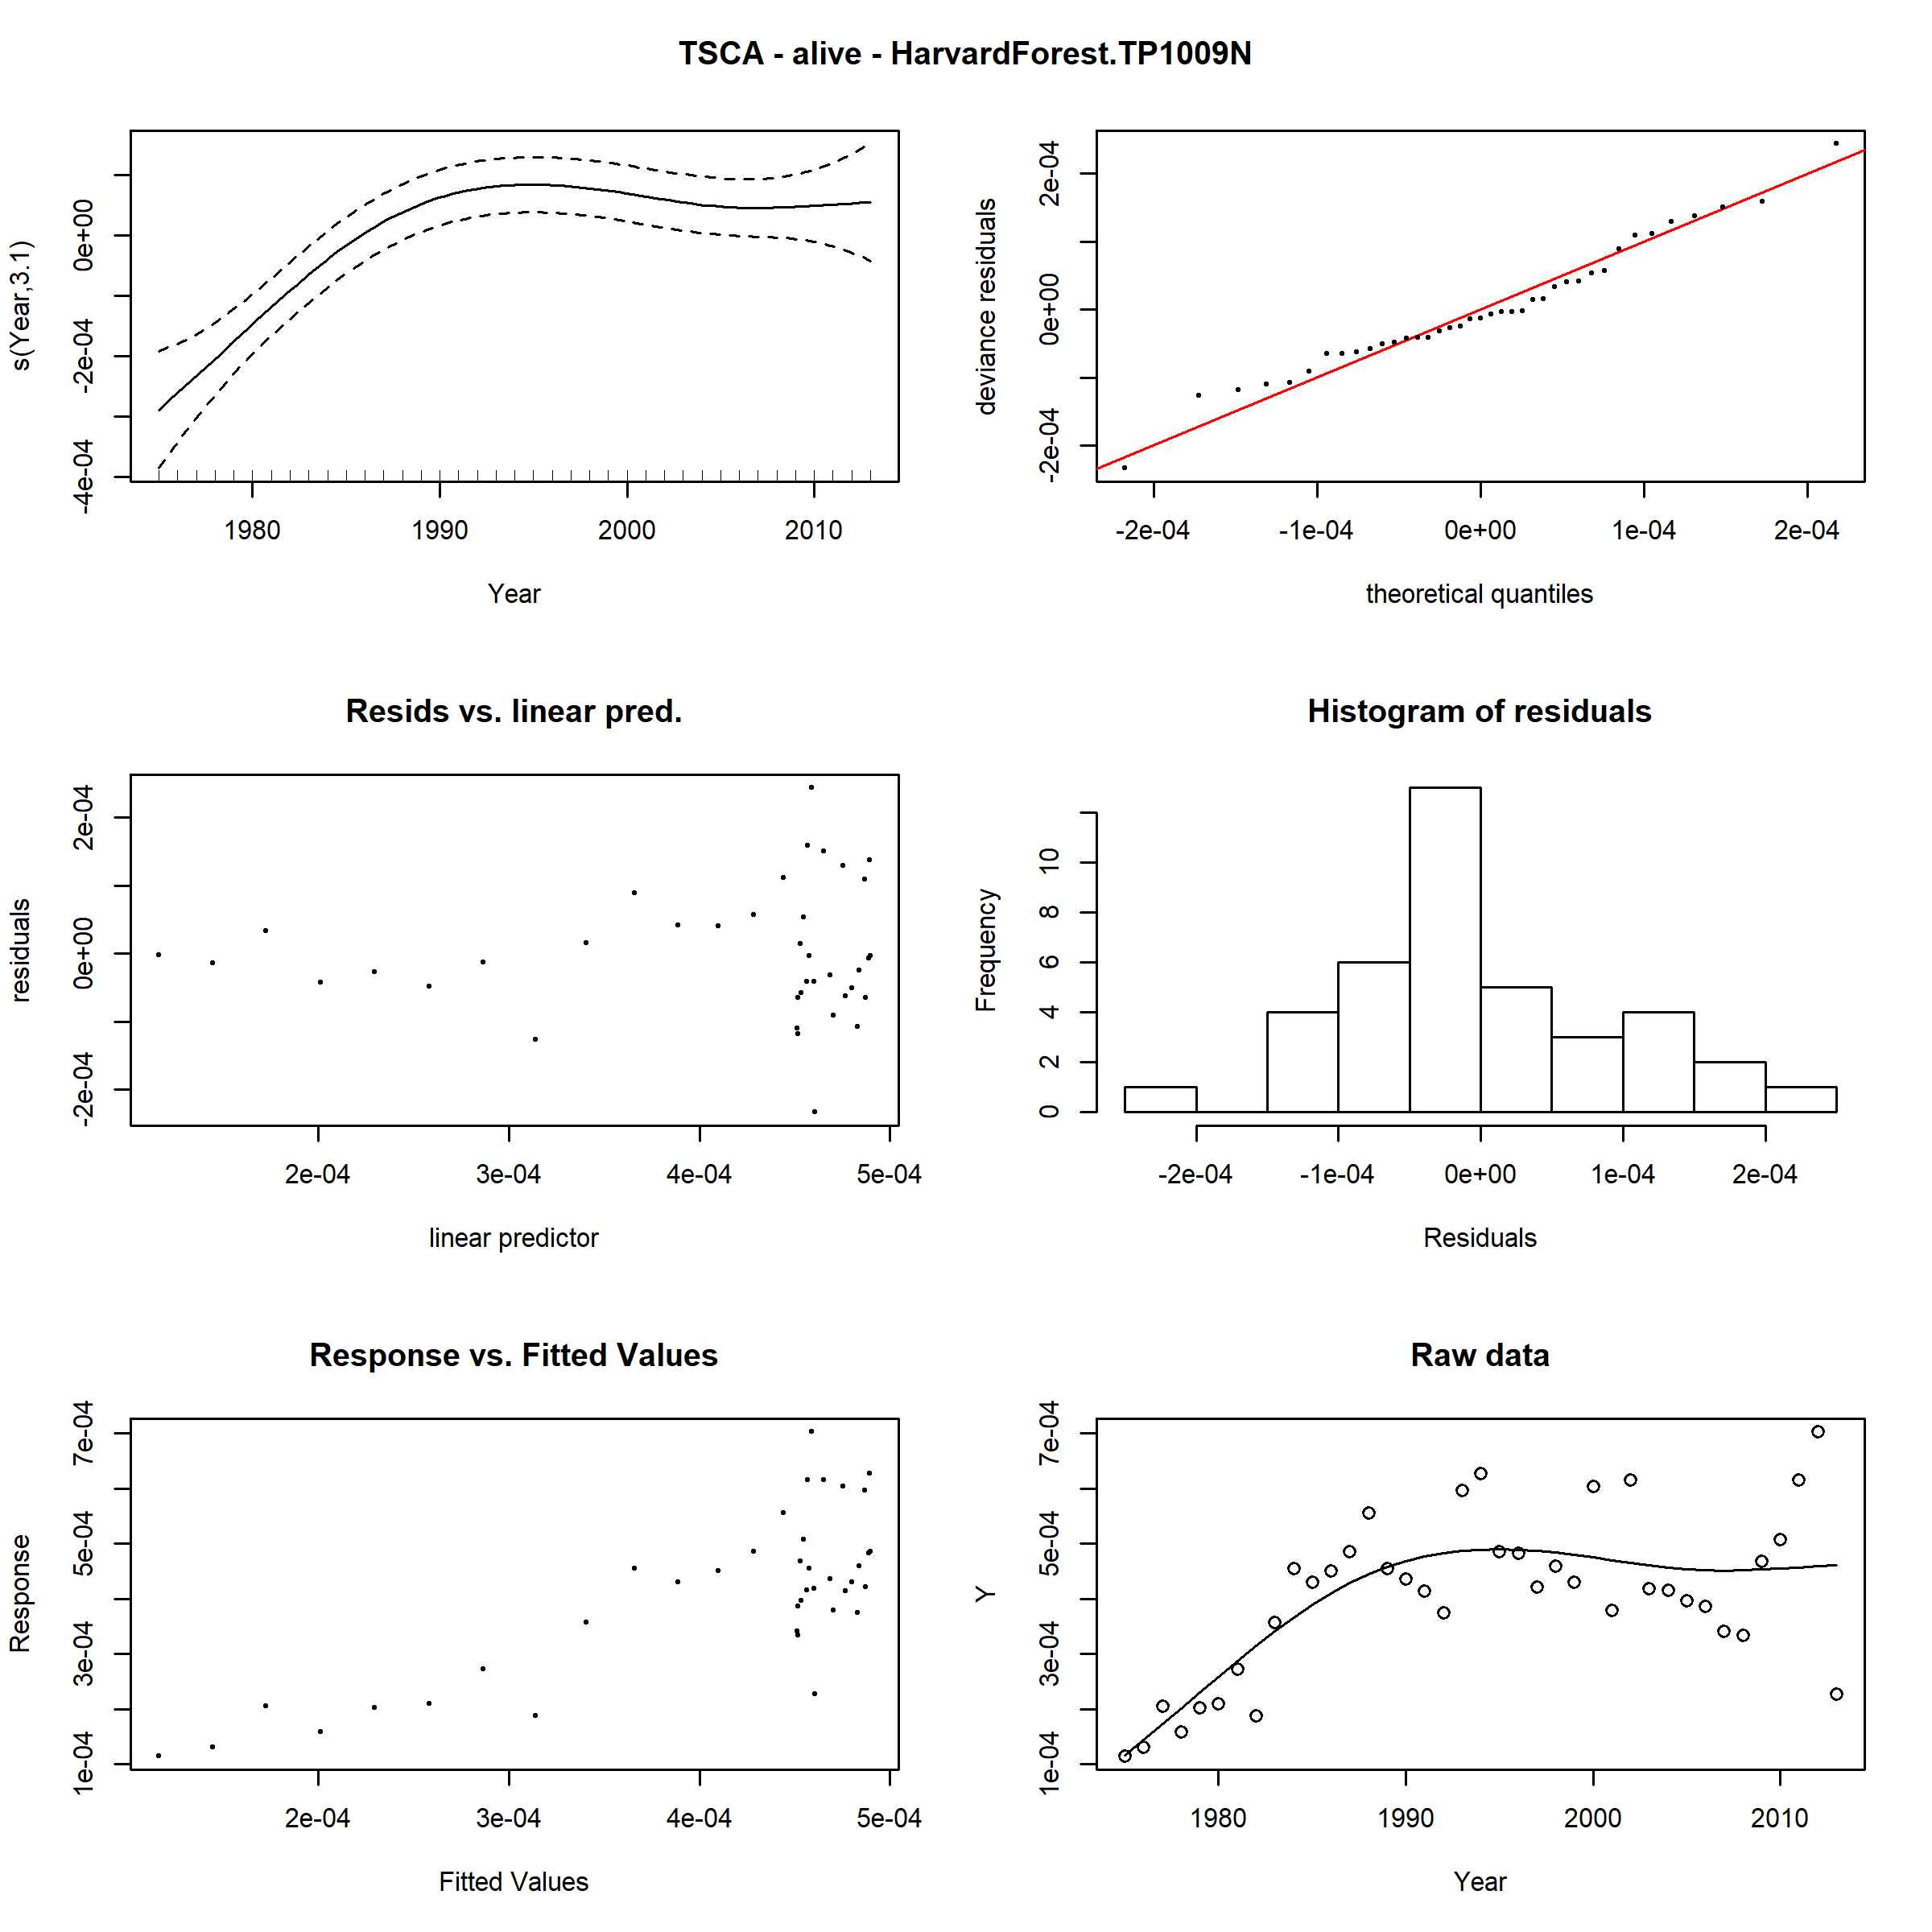 TSCA - alive - HarvardForest.TP1009N
s(Year,3.1)
0e+00
-2e-04
-4e-04
1980 1990 2000 2010
Year
deviance residuals
2e-04
0e+00
-2e-04
-2e-04 -1e-04 0e+00 1e-04 2e-04
theoretical quantiles
Resids vs. linear pred.
residuals
2e-04
0e+00
-2e-04
2e-04 3e-04 4e-04 5e-04
linear predictor
Histogram of residuals
Frequency
10
8
6
4
2
0
-2e-04 -1e-04 0e+00 1e-04 2e-04
Residuals
Response vs. Fitted Values
Response
7e-04
5e-04
3e-04
1e-04
2e-04 3e-04 4e-04 5e-04
Fitted Values
Raw data
Y
7e-04
5e-04
3e-04
1e-04
1980 1990 2000 2010
Year